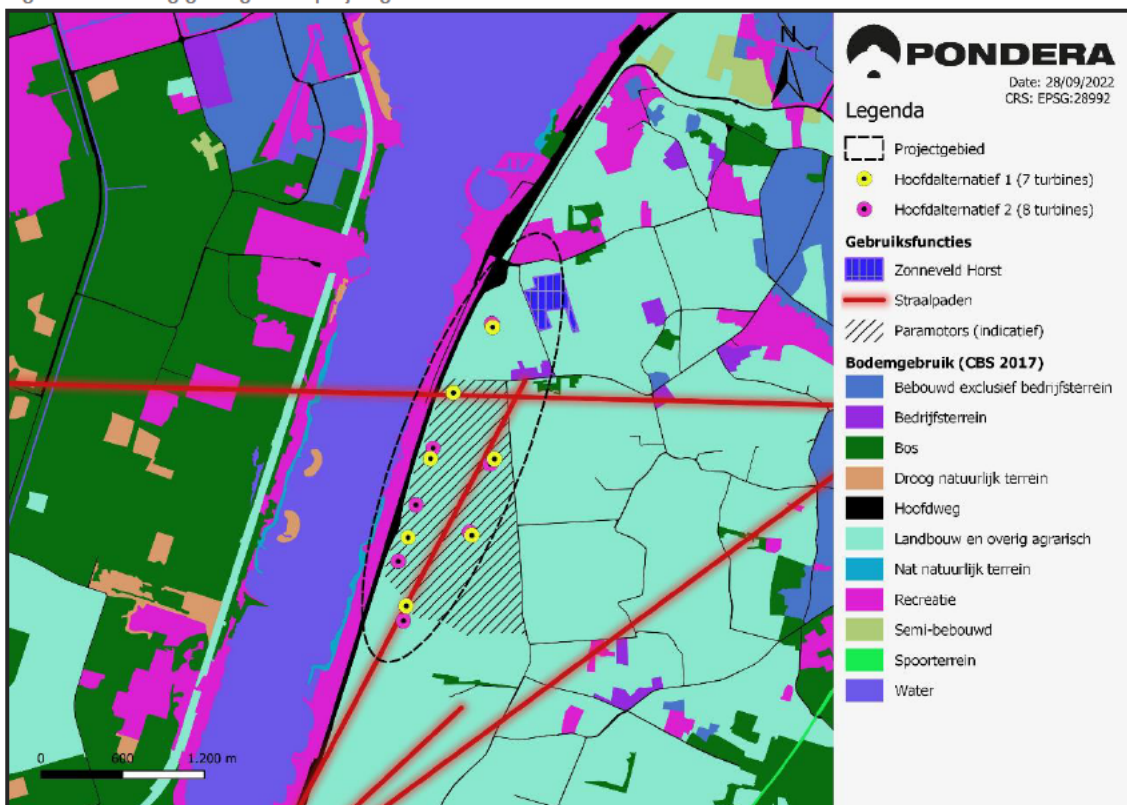 N
PONDERA
Date: 28/09/2022
CRS: EPSG:28992
Legenda
Projectgebied
Hoofdalternatief 1 (7 turbines)
Hoofdalternatief 2 (8 turbines)
Gebruiksfuncties
Zonneveld Horst
Straalpaden
Paramotors (indicatief)
Bodemgebruik (CBS 2017)
Bebouwd exclusief bedrijfsterrein
Bedrijfsterrein
Bos
Droog natuurlijk terrein
Hoofdweg
Landbouw en overig agrarisch
Nat natuurlijk terrein
Recreatie
Semi-bebouwd
Spoorterrein
Water
0 600 1.200 m